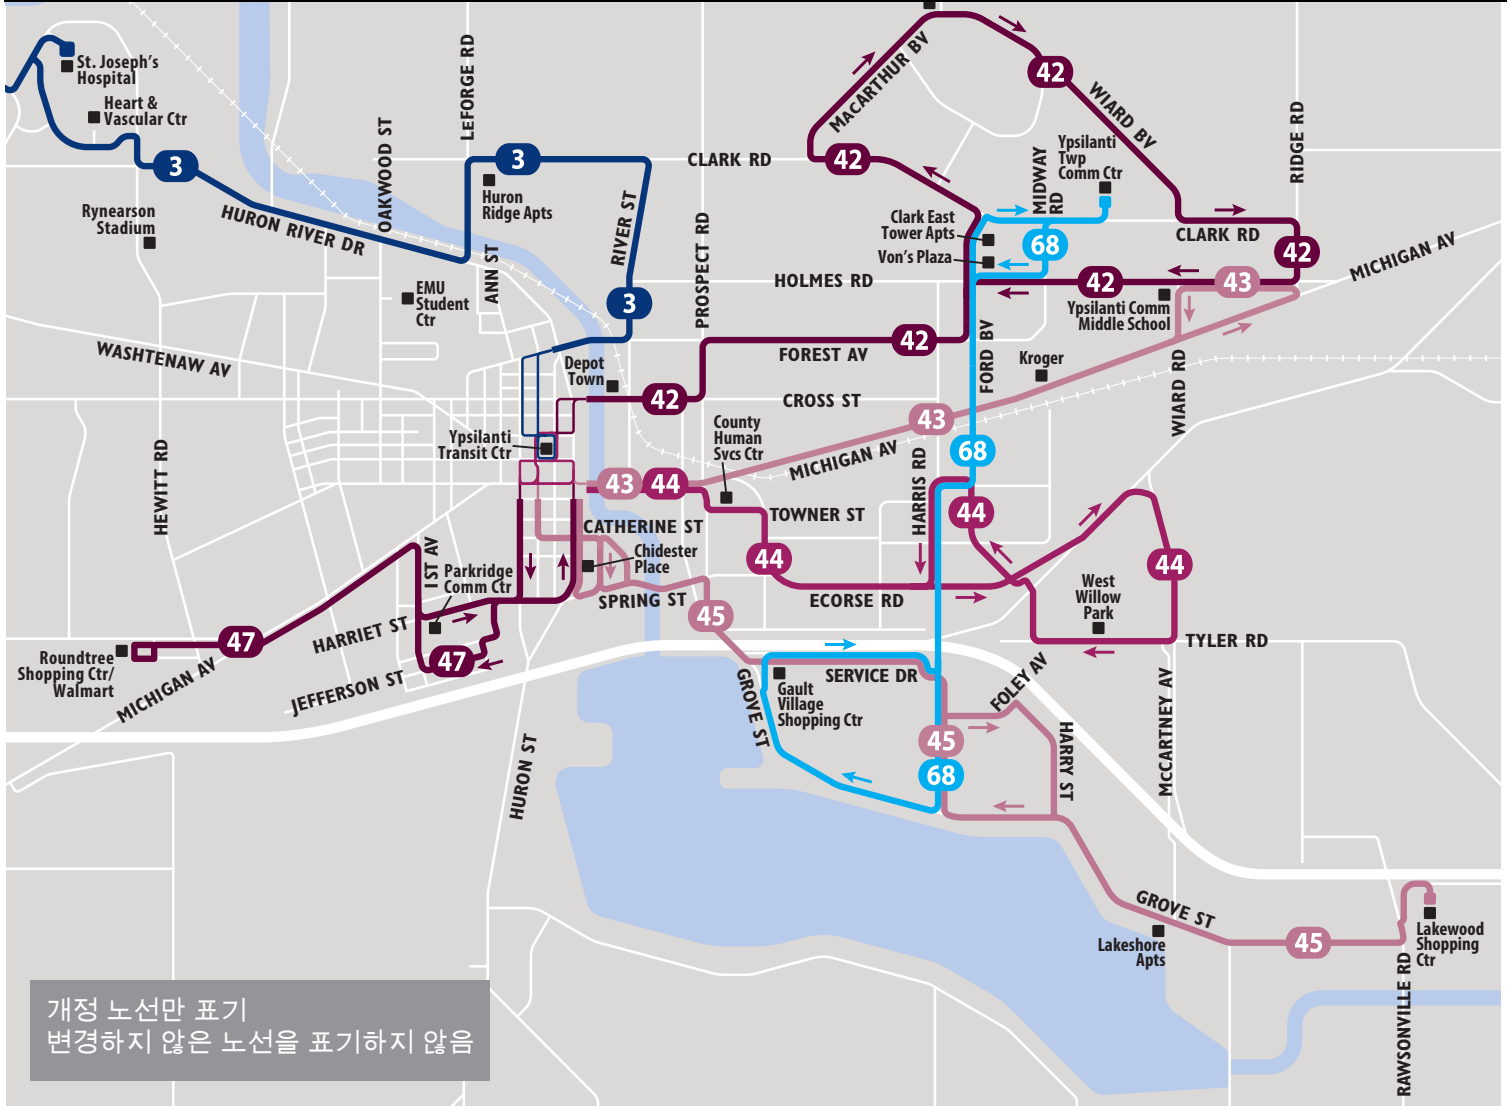 St. Joseph's
Hospital
Heart &
Vascular Ctr
3
Rynearson
Stadium
HURON RIVER DR
OAKWOOD ST
LEFORGE RD
3
Huron
Ridge Apts
ANN ST
EMU
Student
Ctr
RIVER ST
3
CLARK RD
PROSPECT RD
MACARTHUR BV
42
42
WIARD BV
Ypsilanti
Twp
Comm Ctr
MIDWAY
RD
RIDGE RD
Clark East
Tower Apts
Von's Plaza
68
CLARK RD
42
MICHIGAN AV
HOLMES RD
42
43
Ypsilanti Comm
Middle School
WASHTENAW AV
Depot
Town
FOREST AV
42
FORD BV
Kroger
WIARD RD
42
CROSS ST
43
HEWITT RD
Ypsilanti
Transit Ctr
County
Human
Svcs Ctr
MICHIGAN AV
HARRIS RD
68
43
44
44
TOWNER ST
CATHERINE ST
Chidester
Place
44
44
1ST AV
Parkridge
Comm Ctr
SPRING ST
45
ECORSE RD
West
Willow
Park
HARRIET ST
47
47
Roundtree
Shopping Ctr/
Walmart
MICHIGAN AV
JEFFERSON ST
TYLER RD
SERVICE DR
Gault
Village
Shopping Ctr
GROVE ST
FOLEY AV
HURON ST
45
68
HARRY ST
MCCARTNEY AV
GROVE ST
Lakeshore
Apts
45
Lakewood
Shopping
Ctr
RAWSONVILLE RD
개정 노선만 표기
변경하지 않은 노선을 표기하지 않음